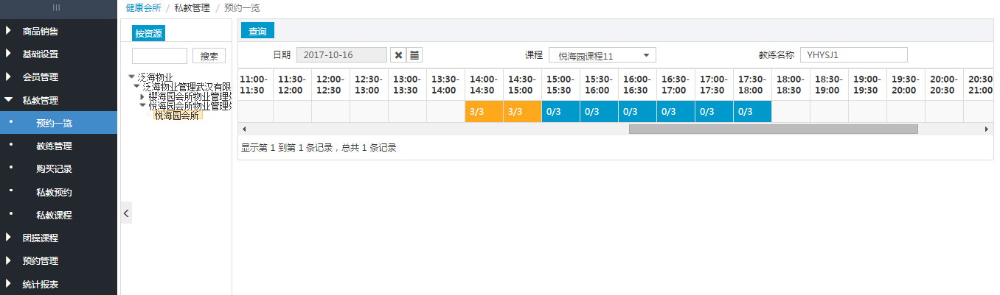 健康会所 / 私教管理 / 预约一览
商品销售
基础设置
会员管理
私教管理
预约一览
教练管理
购买记录
私教预约
私教课程
团操课程
预约管理
统计报表
按资源
搜索
泛海物业
泛海物业管理武汉有限
樱海园会所物业管理处
悦海园会所物业管理处
悦海园会所
查询
日期 2017-10-16 课程 悦海园课程11 教练名称 YHYSJ1
11:00- 11:30- 12:00- 12:30- 13:00- 13:30- 14:00- 14:30- 15:00- 15:30- 16:00- 16:30- 17:00- 17:30- 18:00- 18:30- 19:00- 19:30- 20:00- 20:30
11:30 12:00 12:30 13:00 13:30 14:00 14:30 15:00 15:30 16:00 16:30 17:00 17:30 18:00 18:30 19:00 19:30 20:00 20:30 21:00
3/3 3/3 0/3 0/3 0/3 0/3 0/3 0/3
显示第 1 到第 1 条记录，总共 1 条记录